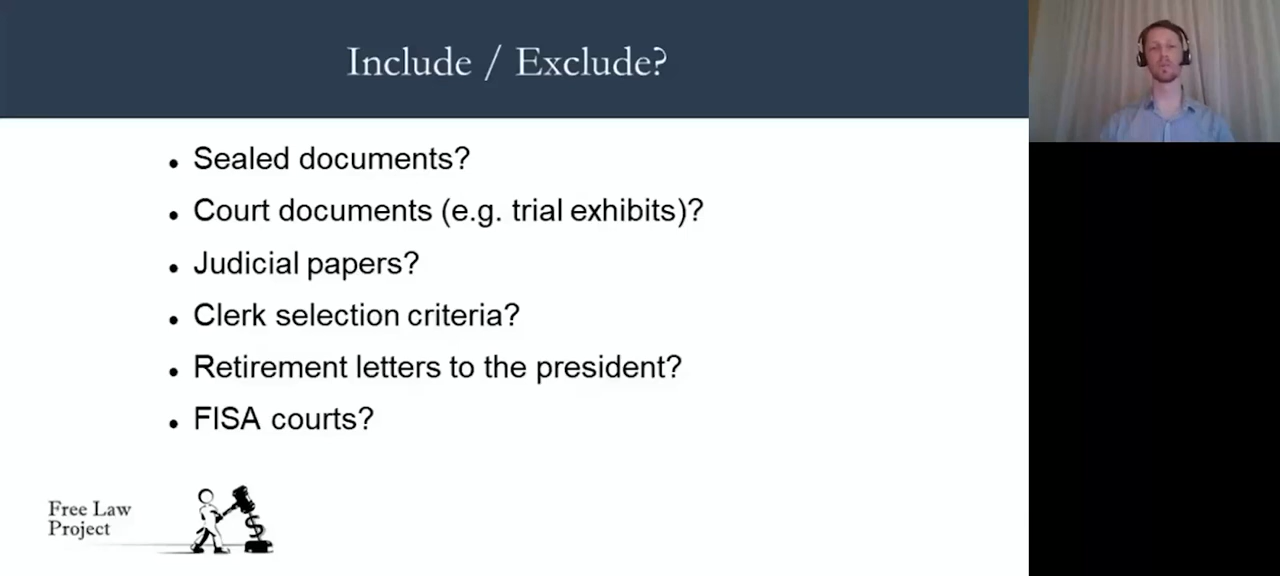 Include / Exclude?
Sealed documents?
Court documents (e.g. trial exhibits)?
Judicial papers?
Clerk selection criteria?
Retirement letters to the president?
FISA courts?
Free Law
Project
$